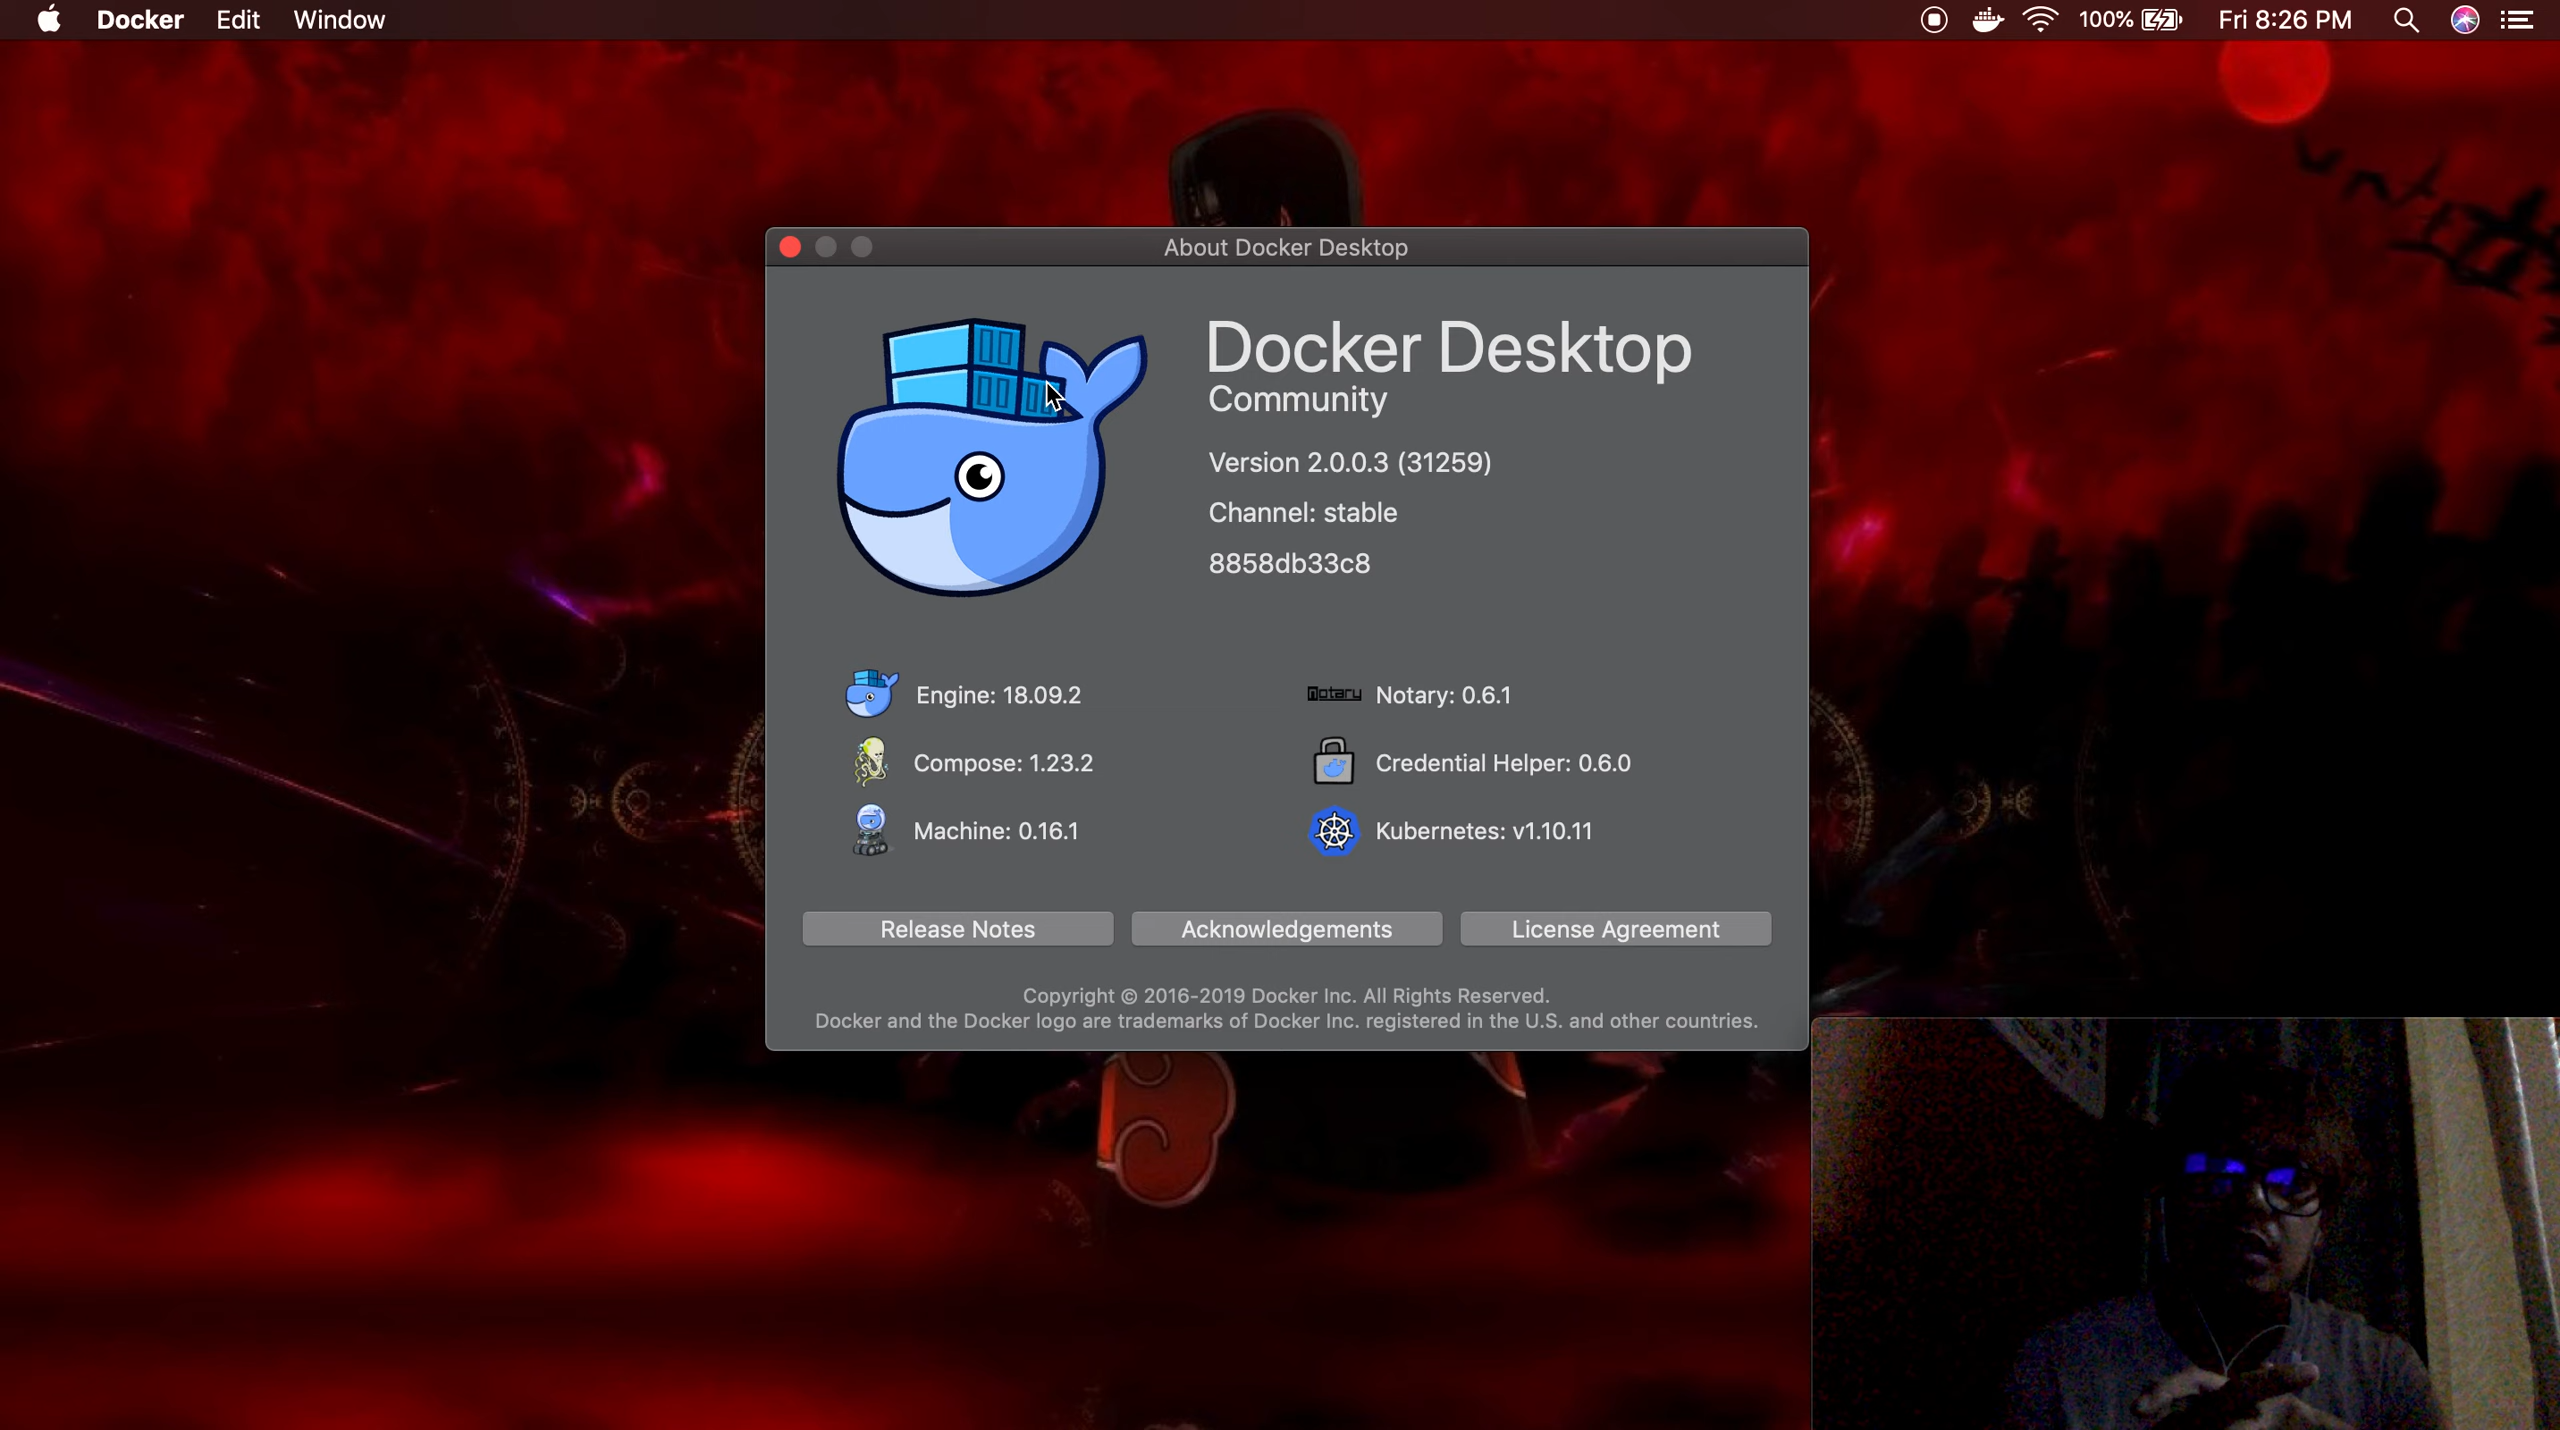 Docker Edit Window 100% Fri 8:26 PM
About Docker Desktop
Docker Desktop
Community
Version 2.0.0.3 (31259)
Channel: stable
8858db33c8
Engine: 18.09.2
notary Notary: 0.6.1
Compose: 1.23.2
Credential Helper: 0.6.0
Machine: 0.16.1
Kubernetes: v1.10.11
Release Notes Acknowledgements License Agreement
Copyright © 2016-2019 Docker Inc. All Rights Reserved.
Docker and the Docker logo are trademarks of Docker Inc. registered in the U.S. and other countries.